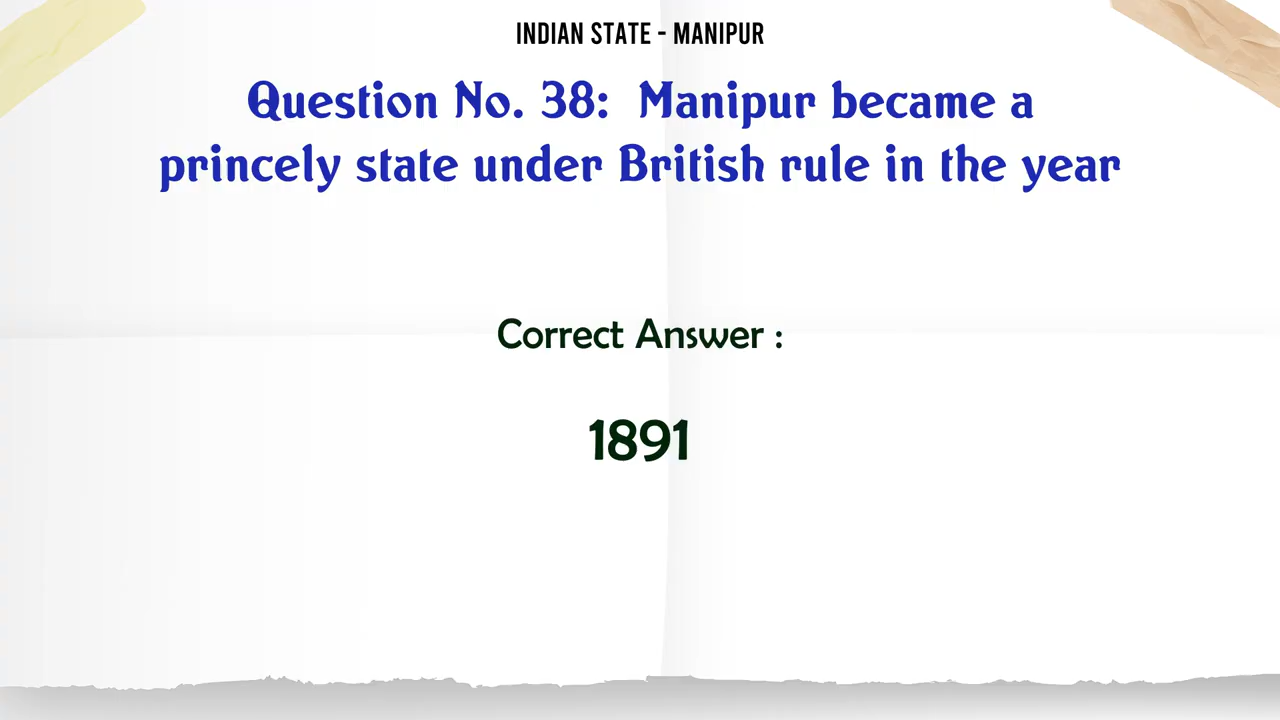 INDIAN STATE - MANIPUR
Question No. 38: Manipur became a
princely state under British rule in the year
Correct Answer :
1891